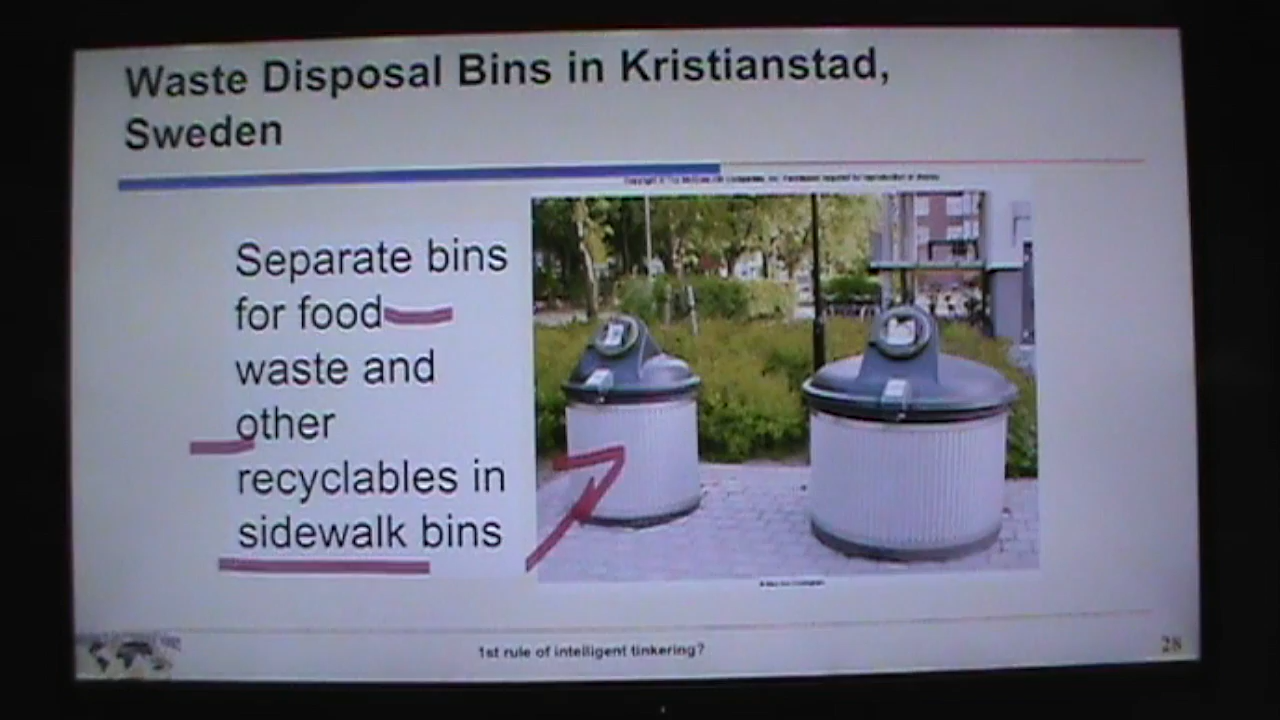 Waste Disposal Bins in Kristianstad,
Sweden
Separate bins
for food
waste and
other
recyclables in
sidewalk bins
1st rule of intelligent tinkering?
28